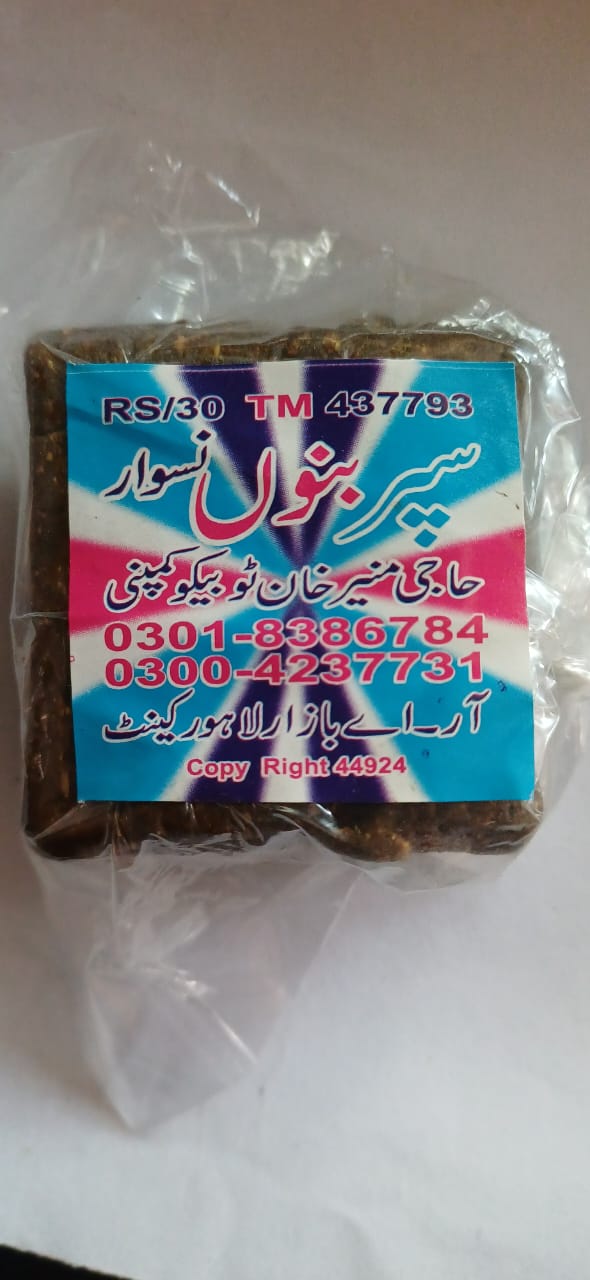 RS/30 TM 437793
سپر بنوں نسوار
حاجی منیر خان ٹوبیکو کمپنی
0301-8386784
0300-4237731
آر۔اے بازار لاہور کینٹ
Copy Right 44924